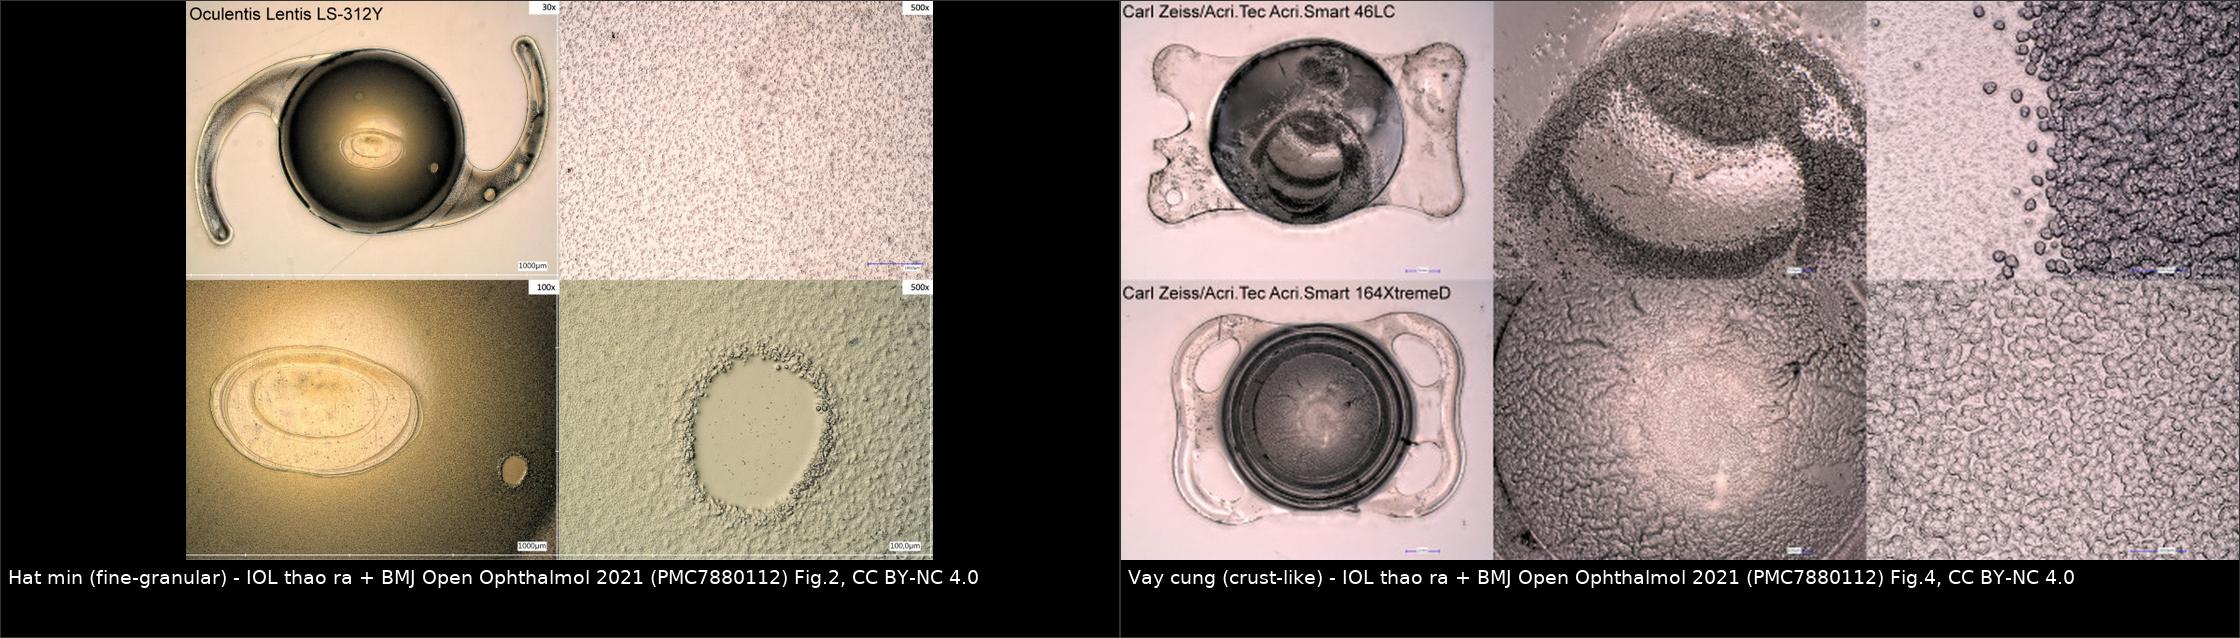 Oculentis Lentis LS-312Y
30x
500x
1000µm
100x
500x
1000µm
100,0µm
Carl Zeiss/Acri.Tec Acri.Smart 46LC
Carl Zeiss/Acri.Tec Acri.Smart 164XtremeD
Hat min (fine-granular) - IOL thao ra + BMJ Open Ophthalmol 2021 (PMC7880112) Fig.2, CC BY-NC 4.0
Vay cung (crust-like) - IOL thao ra + BMJ Open Ophthalmol 2021 (PMC7880112) Fig.4, CC BY-NC 4.0